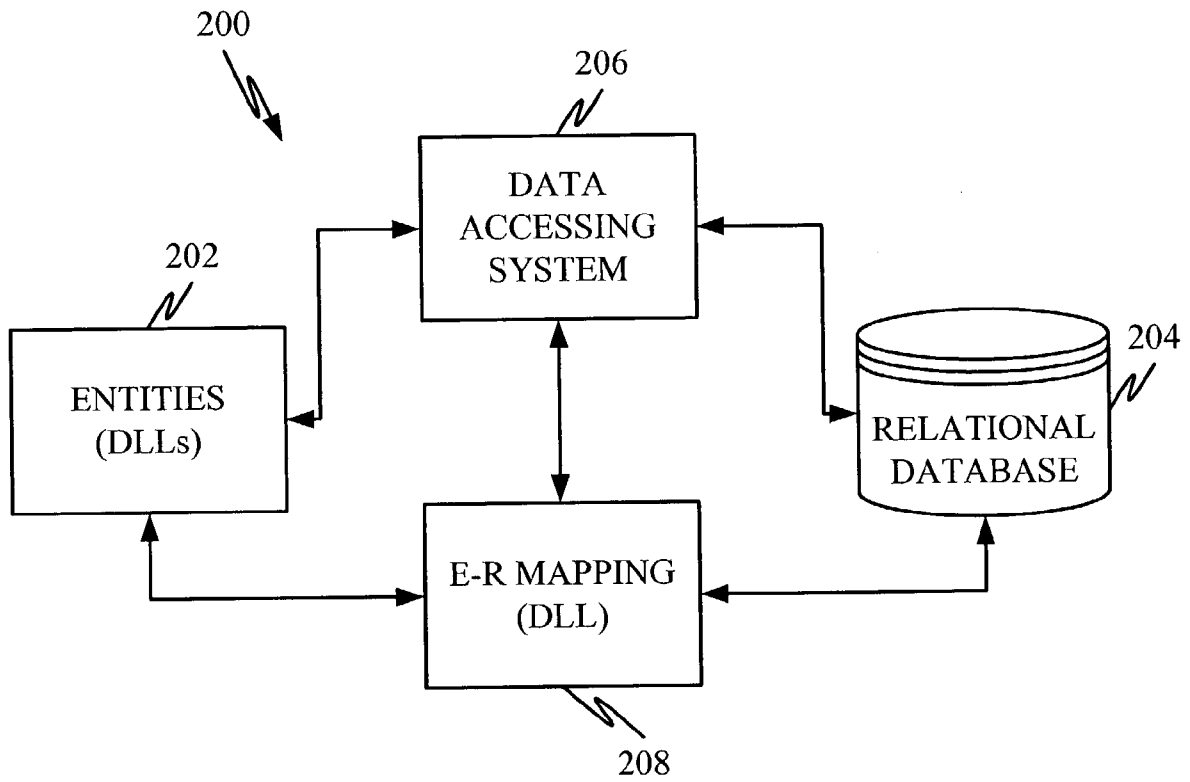 200
206
DATA
ACCESSING
SYSTEM
202
ENTITIES
(DLLs)
204
RELATIONAL
DATABASE
E-R MAPPING
(DLL)
208